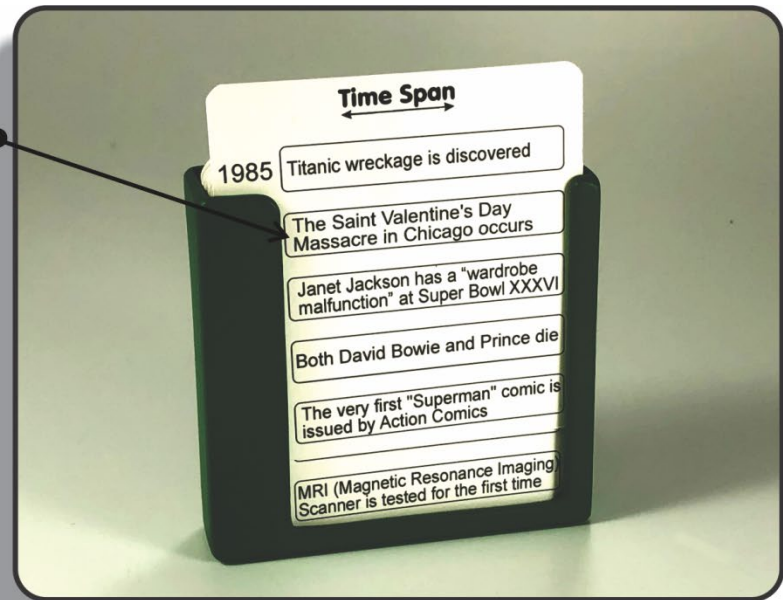 Time Span
1985 Titanic wreckage is discovered
The Saint Valentine's Day
Massacre in Chicago occurs
Janet Jackson has a "wardrobe
malfunction" at Super Bowl XXXVI
Both David Bowie and Prince die
The very first "Superman" comic is
issued by Action Comics
MRI (Magnetic Resonance Imaging)
Scanner is tested for the first time